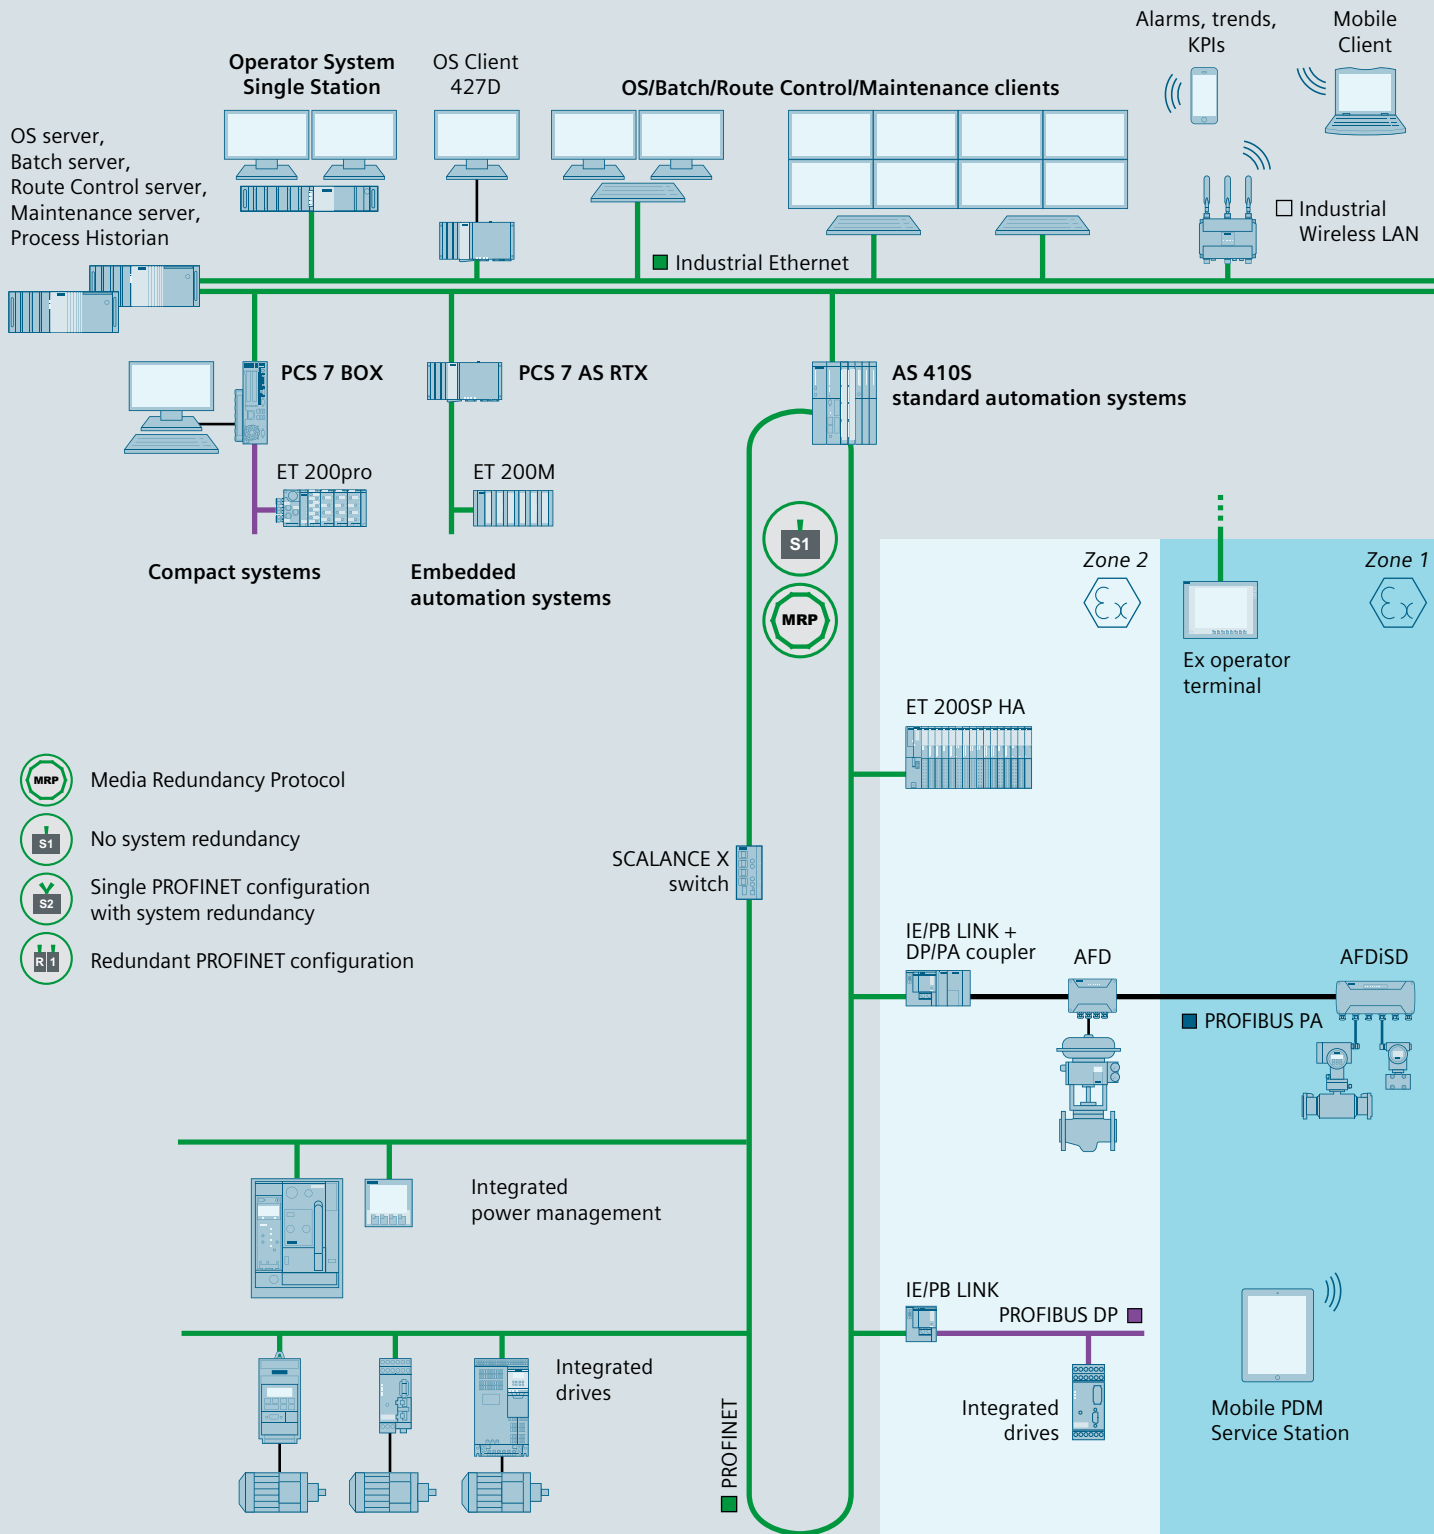 Alarms, trends,
KPIs
Mobile
Client
Operator System
Single Station
OS Client
427D
OS/Batch/Route Control/Maintenance clients
OS server,
Batch server,
Route Control server,
Maintenance server,
Process Historian
Industrial
Wireless LAN
Industrial Ethernet
PCS 7 BOX
PCS 7 AS RTX
AS 410S
standard automation systems
ET 200pro
ET 200M
S1
Compact systems
Embedded
automation systems
MRP
Zone 2
Ex
Zone 1
Ex
Ex operator
terminal
ET 200SP HA
MRP
Media Redundancy Protocol
S1
No system redundancy
S2
Single PROFINET configuration
with system redundancy
R 1
Redundant PROFINET configuration
SCALANCE X
switch
IE/PB LINK +
DP/PA coupler
AFD
AFDiSD
PROFIBUS PA
Integrated
power management
IE/PB LINK
PROFIBUS DP
Integrated
drives
PROFINET
Integrated
drives
Mobile PDM
Service Station